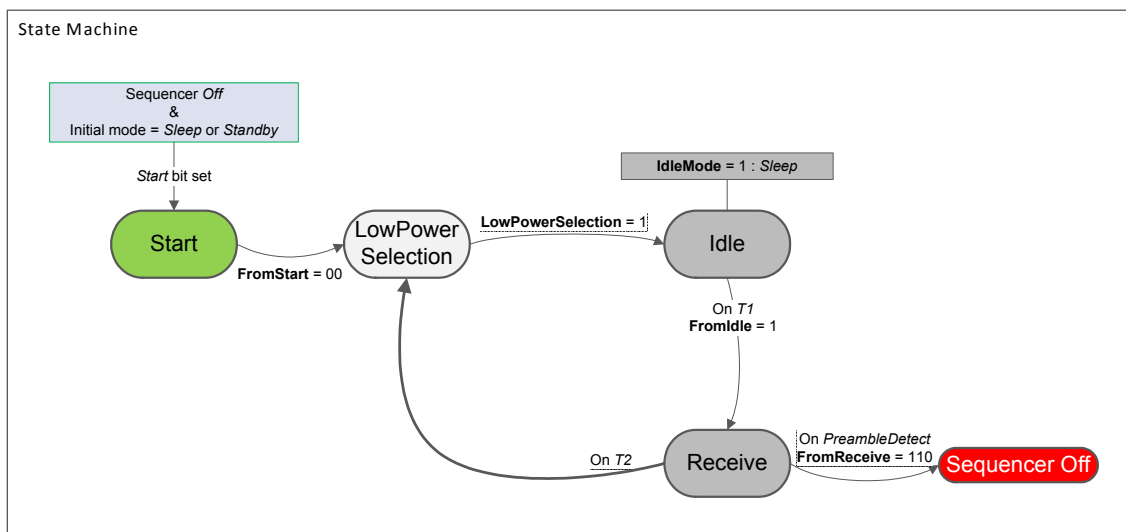 State Machine
Sequencer Off
&
Initial mode = Sleep or Standby
Start bit set
IdleMode = 1 : Sleep
Start
FromStart = 00
LowPower
Selection
LowPowerSelection = 1
Idle
On T1
FromIdle = 1
On T2
Receive
On PreambleDetect
FromReceive = 110
Sequencer Off